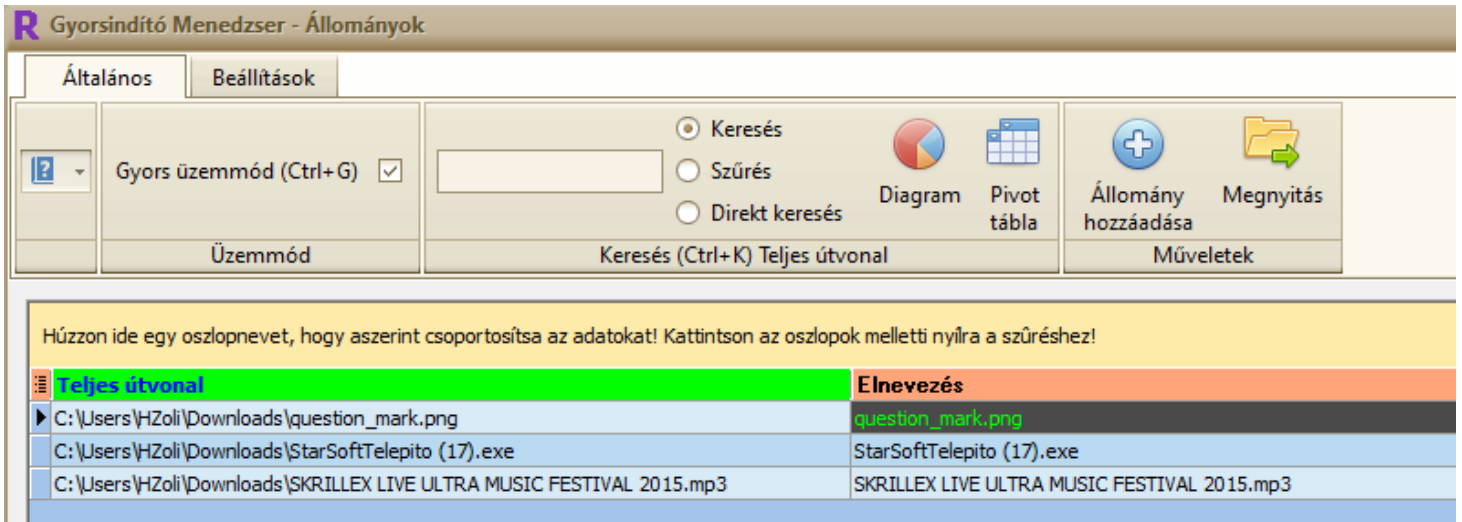 R Gyorsindító Menedzser - Állományok
Általános Beállítások
Gyors üzemmód (Ctrl+G)
Üzemmód
Keresés
Szűrés
Direkt keresés
Diagram
Pivot
tábla
Keresés (Ctrl+K) Teljes útvonal
Állomány
hozzáadása
Megnyitás
Műveletek
Húzzon ide egy oszlopnevet, hogy aszerint csoportosítsa az adatokat! Kattintson az oszlopok melletti nyílra a szûréshez!
Teljes útvonal Elnevezés
C:\Users\HZoli\Downloads\question_mark.png question_mark.png
C:\Users\HZoli\Downloads\StarSoftTelepito (17).exe StarSoftTelepito (17).exe
C:\Users\HZoli\Downloads\SKRILLEX LIVE ULTRA MUSIC FESTIVAL 2015.mp3 SKRILLEX LIVE ULTRA MUSIC FESTIVAL 2015.mp3